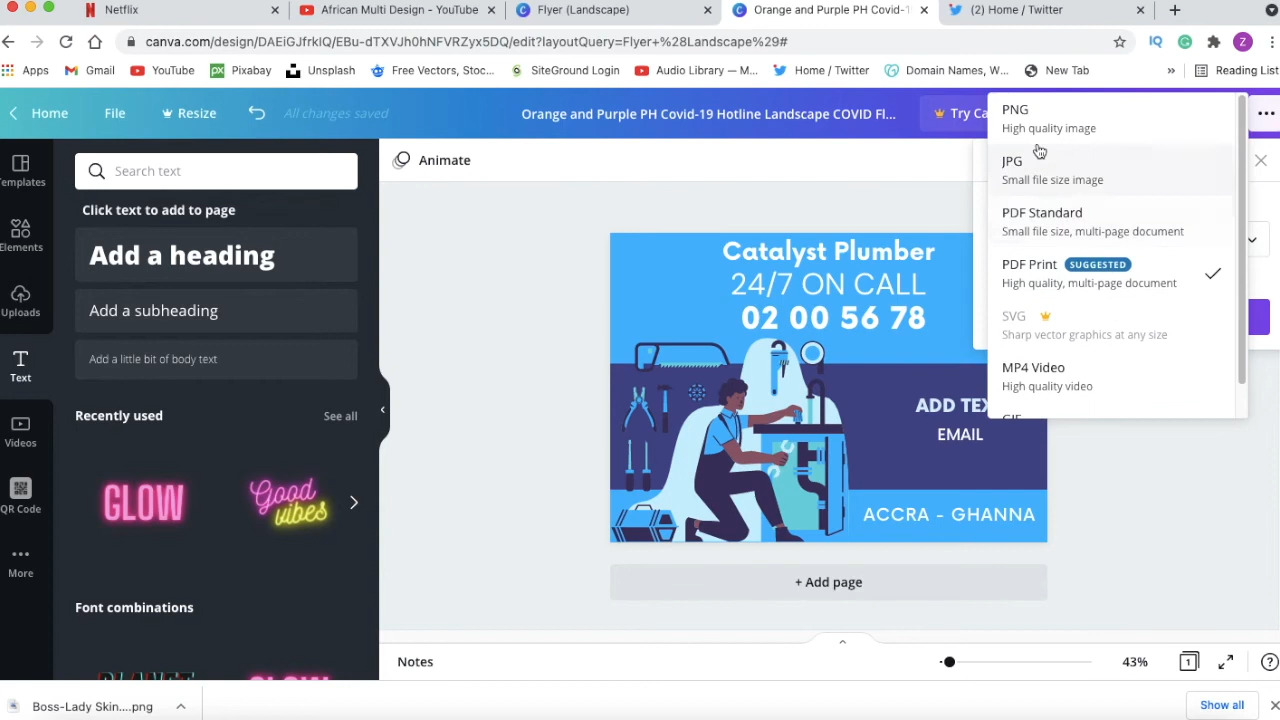 Netflix
African Multi Design - YouTube
Flyer (Landscape)
Orange and Purple PH Covid-1
(2) Home / Twitter
canva.com/design/DAEiGJfrkIQ/EBu-dTXVJh0hNFVRZyx5DQ/edit?layoutQuery=Flyer+%28Landscape%29#
Apps
Gmail
YouTube
Pixabay
Unsplash
Free Vectors, Stoc...
SiteGround Login
Audio Library — M...
Home / Twitter
Domain Names, W...
New Tab
Reading List
Home
File
Resize
All changes saved
Orange and Purple PH Covid-19 Hotline Landscape COVID Fl...
Try Ca
Templates
Elements
Uploads
Text
Videos
QR Code
More
Search text
Click text to add to page
Add a heading
Add a subheading
Add a little bit of body text
Recently used
See all
GLOW
Good
vibes
Font combinations
Animate
Catalyst Plumber
24/7 ON CALL
02 00 56 78
ADD TEX
EMAIL
ACCRA - GHANNA
+ Add page
PNG
High quality image
JPG
Small file size image
PDF Standard
Small file size, multi-page document
PDF Print SUGGESTED
High quality, multi-page document
SVG
Sharp vector graphics at any size
MP4 Video
High quality video
GIF
Notes
43%
1
Boss-Lady Skin....png
Show all